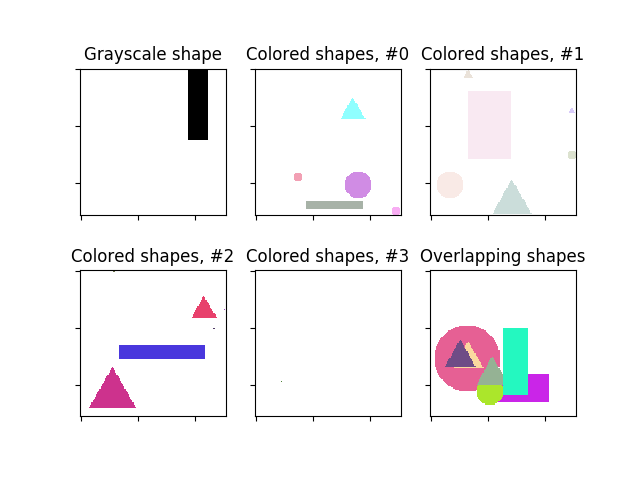 Grayscale shape
Colored shapes, #0
Colored shapes, #1
Colored shapes, #2
Colored shapes, #3
Overlapping shapes